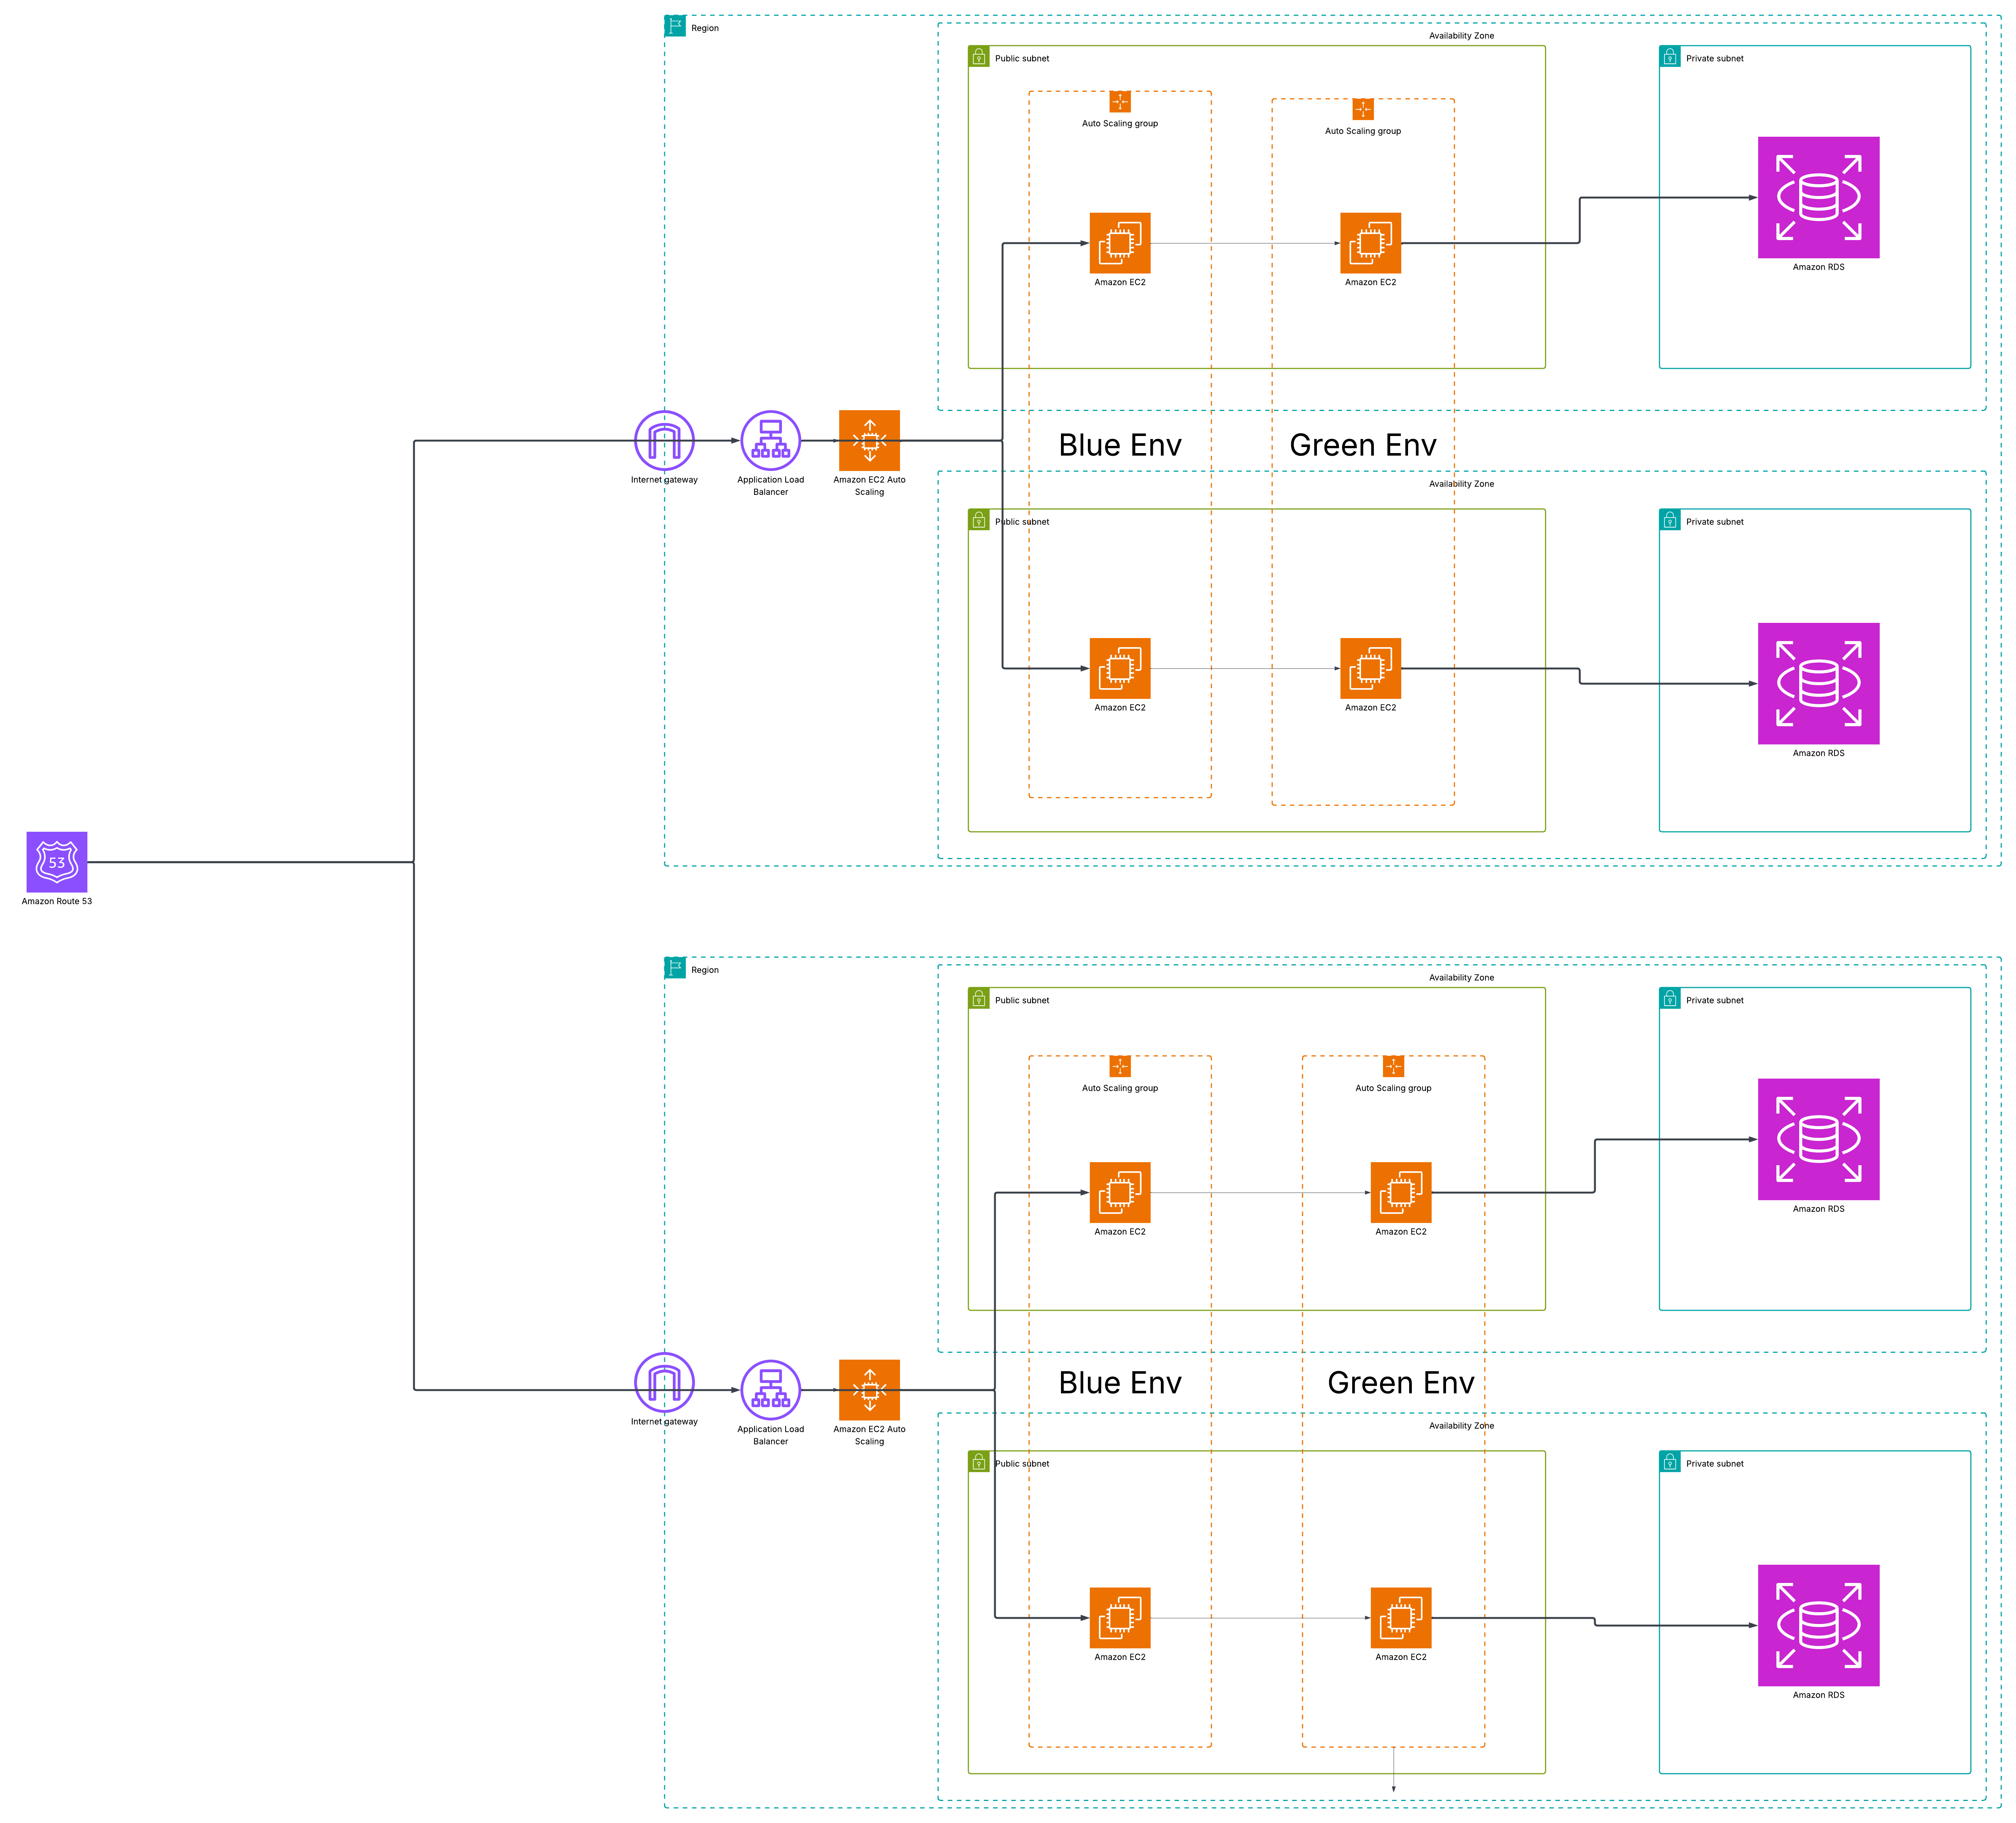 Region
Availability Zone
Public subnet
Private subnet
Auto Scaling group
Auto Scaling group
Amazon EC2
Amazon EC2
Amazon RDS
Blue Env
Green Env
Internet gateway
Application Load
Balancer
Amazon EC2 Auto
Scaling
Availability Zone
Public subnet
Private subnet
Amazon EC2
Amazon EC2
Amazon RDS
53
Amazon Route 53
Region
Availability Zone
Public subnet
Private subnet
Auto Scaling group
Auto Scaling group
Amazon EC2
Amazon EC2
Amazon RDS
Blue Env
Green Env
Internet gateway
Application Load
Balancer
Amazon EC2 Auto
Scaling
Availability Zone
Public subnet
Private subnet
Amazon EC2
Amazon EC2
Amazon RDS